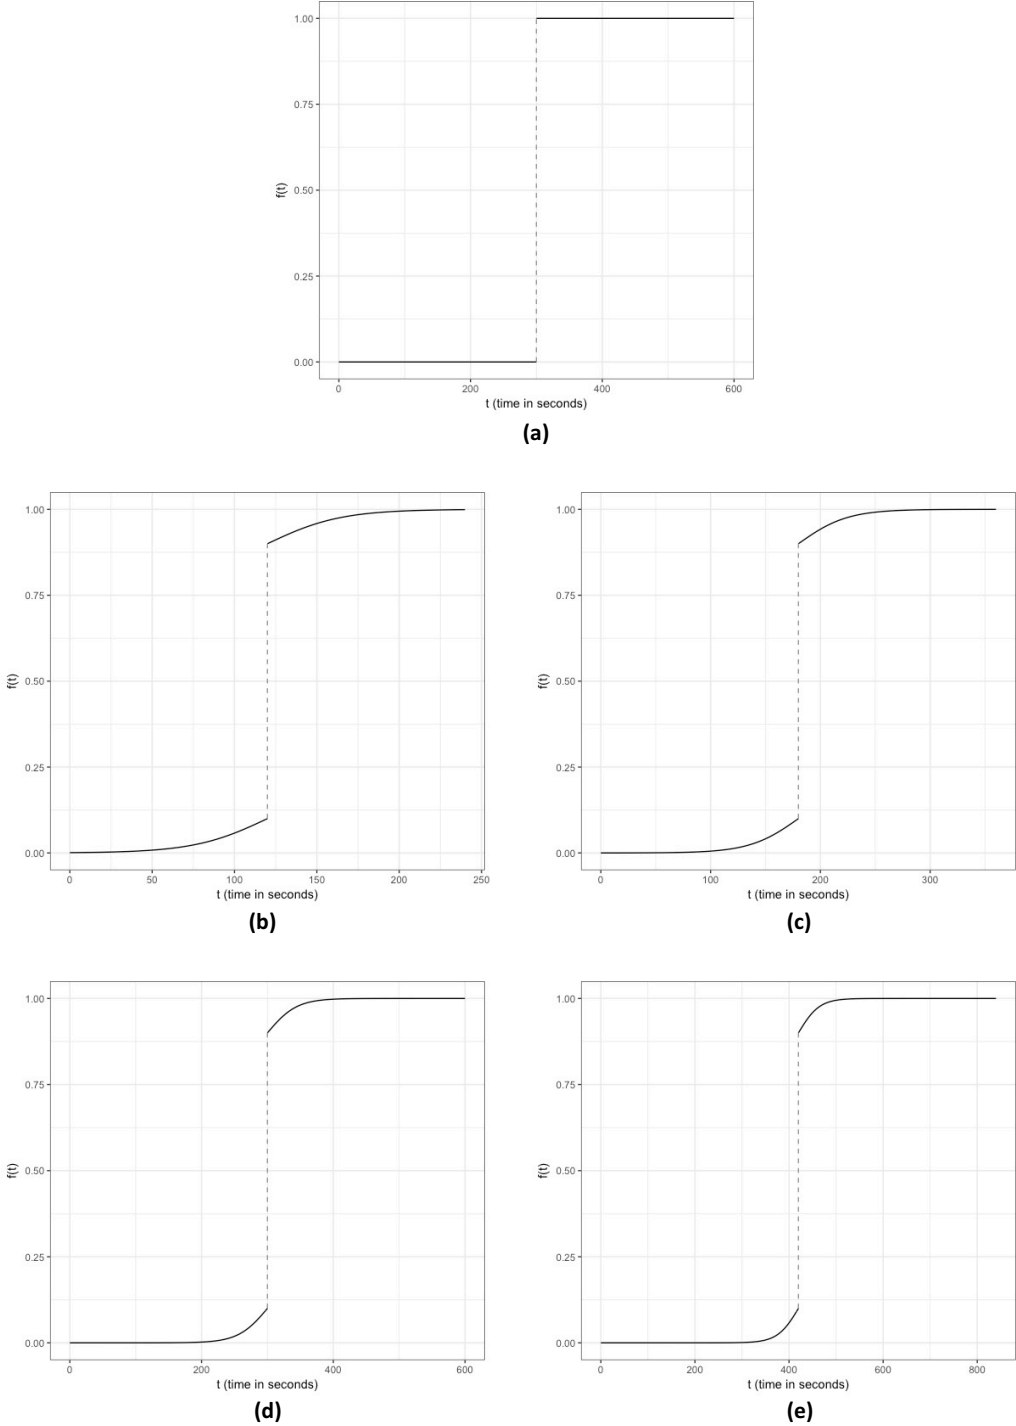 1.00
0.75
f(t)
0.50
0.25
0.00
0 200 400 600
t (time in seconds)
(a)
1.00 1.00
0.75 0.75
f(t) f(t)
0.50 0.50
0.25 0.25
0.00 0.00
0 50 100 150 200 250 0 100 200 300
t (time in seconds) t (time in seconds)
(b) (c)
1.00 1.00
0.75 0.75
f(t) f(t)
0.50 0.50
0.25 0.25
0.00 0.00
0 200 400 600 0 200 400 600 800
t (time in seconds) t (time in seconds)
(d) (e)